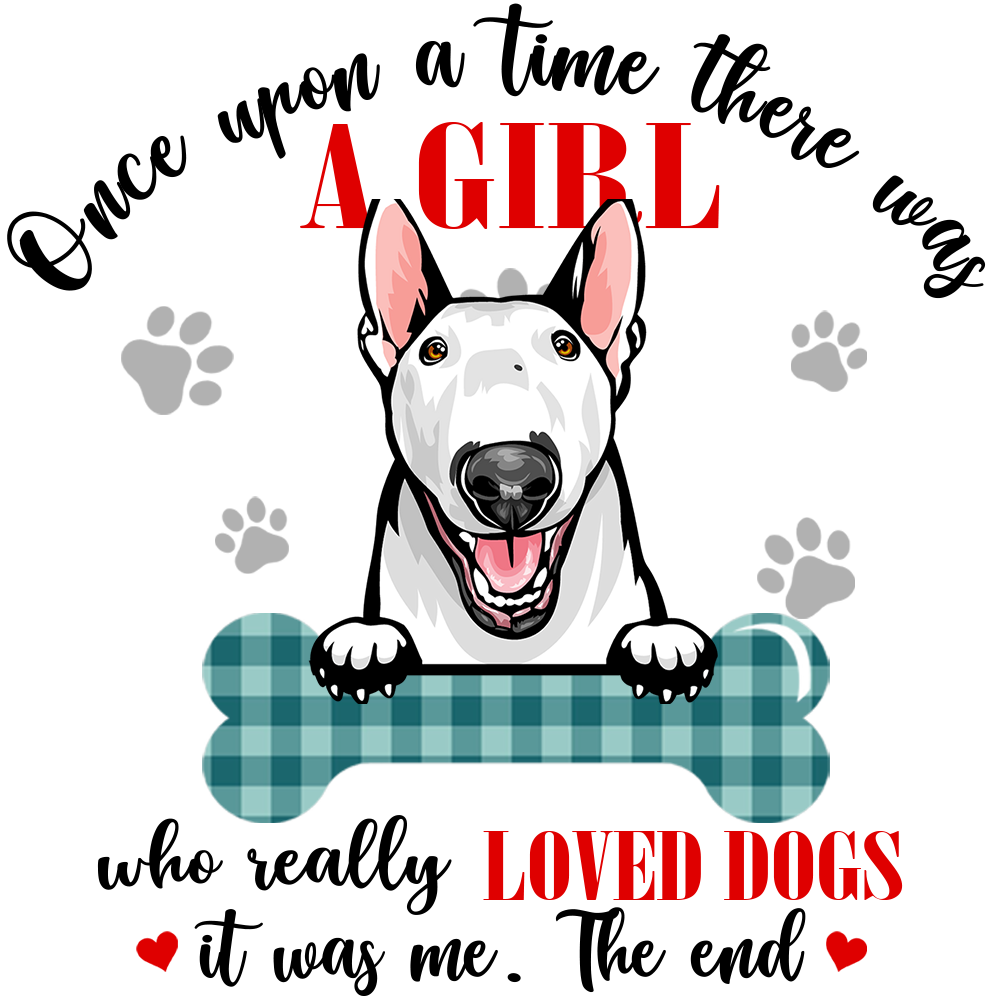 Once upon a time there was
A GIRL
who really LOVED DOGS
it was me. The end